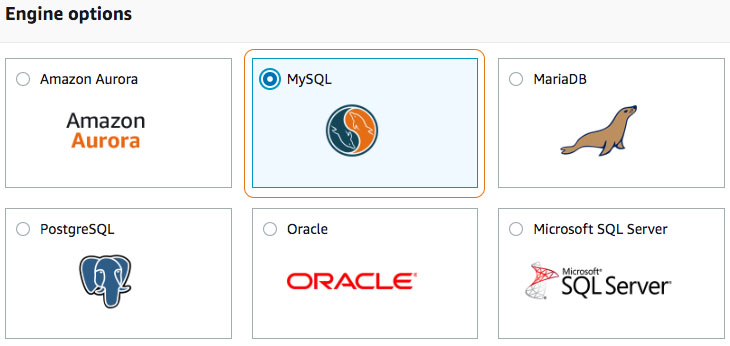 Engine options
Amazon Aurora
MySQL
MariaDB
Amazon
Aurora
PostgreSQL
Oracle
Microsoft SQL Server
ORACLE®
Microsoft®
SQL Server®